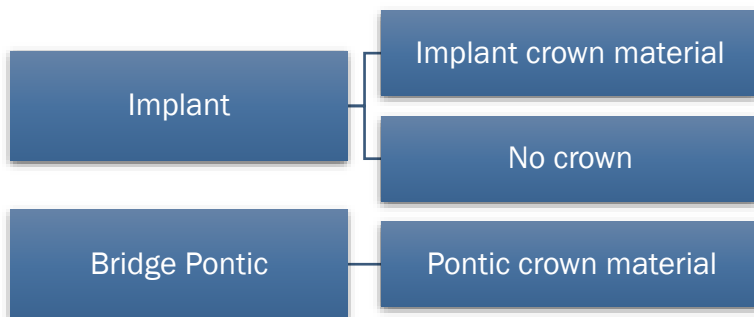 Implant
Implant crown material
No crown
Bridge Pontic
Pontic crown material